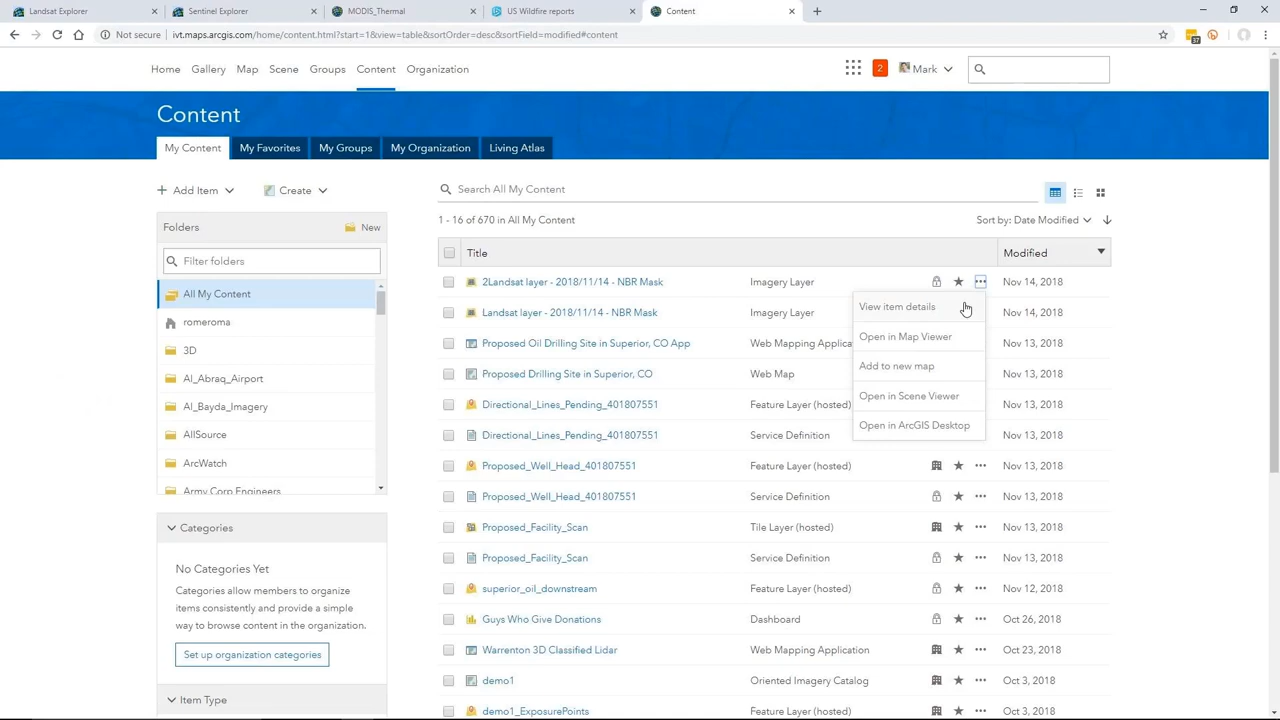 Landsat Explorer
Sentinel Explorer
MODIS_Thermal
US Wildfire reports
Content
Not secure
ivt.maps.arcgis.com/home/content.html?start=1&view=table&sortOrder=desc&sortField=modified#content
37
Home Gallery Map Scene Groups Content Organization
2
Mark
Content
My Content
My Favorites
My Groups
My Organization
Living Atlas
Add Item
Create
Search All My Content
Folders
New
1 - 16 of 670 in All My Content
Sort by: Date Modified
Filter folders
All My Content
romeroma
3D
Al_Abraq_Airport
Al_Bayda_Imagery
AllSource
ArcWatch
Army Corp Engineers
Categories
No Categories Yet
Categories allow members to organize
items consistently and provide a simple
way to browse content in the organization.
Set up organization categories
Item Type
Title Modified
2Landsat layer - 2018/11/14 - NBR Mask Imagery Layer Nov 14, 2018
Landsat layer - 2018/11/14 - NBR Mask Imagery Layer Nov 14, 2018
Proposed Oil Drilling Site in Superior, CO App Web Mapping Applica Nov 13, 2018
Proposed Drilling Site in Superior, CO Web Map Nov 13, 2018
Directional_Lines_Pending_401807551 Feature Layer (hosted) Nov 13, 2018
Directional_Lines_Pending_401807551 Service Definition Nov 13, 2018
Proposed_Well_Head_401807551 Feature Layer (hosted) Nov 13, 2018
Proposed_Well_Head_401807551 Service Definition Nov 13, 2018
Proposed_Facility_Scan Tile Layer (hosted) Nov 13, 2018
Proposed_Facility_Scan Service Definition Nov 13, 2018
superior_oil_downstream Feature Layer (hosted) Nov 12, 2018
Guys Who Give Donations Dashboard Oct 26, 2018
Warrenton 3D Classified Lidar Web Mapping Application Oct 23, 2018
demo1 Oriented Imagery Catalog Oct 3, 2018
demo1_ExposurePoints Feature Layer (hosted) Oct 3, 2018
View item details
Open in Map Viewer
Add to new map
Open in Scene Viewer
Open in ArcGIS Desktop